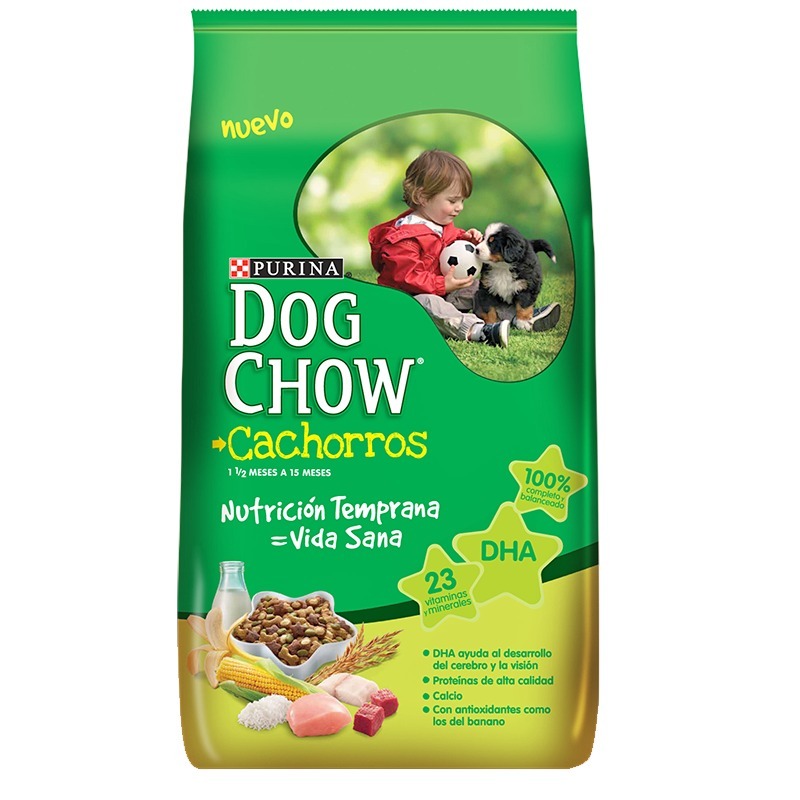 nuevo
PURINA
DOG
CHOW®
Cachorros
1 1/2 MESES A 15 MESES
Nutrición Temprana
=Vida Sana
100%
completo y
balanceado
DHA
23
vitaminas
y minerales
• DHA ayuda al desarrollo
del cerebro y la visión
• Proteínas de alta calidad
• Calcio
• Con antioxidantes como
los del banano